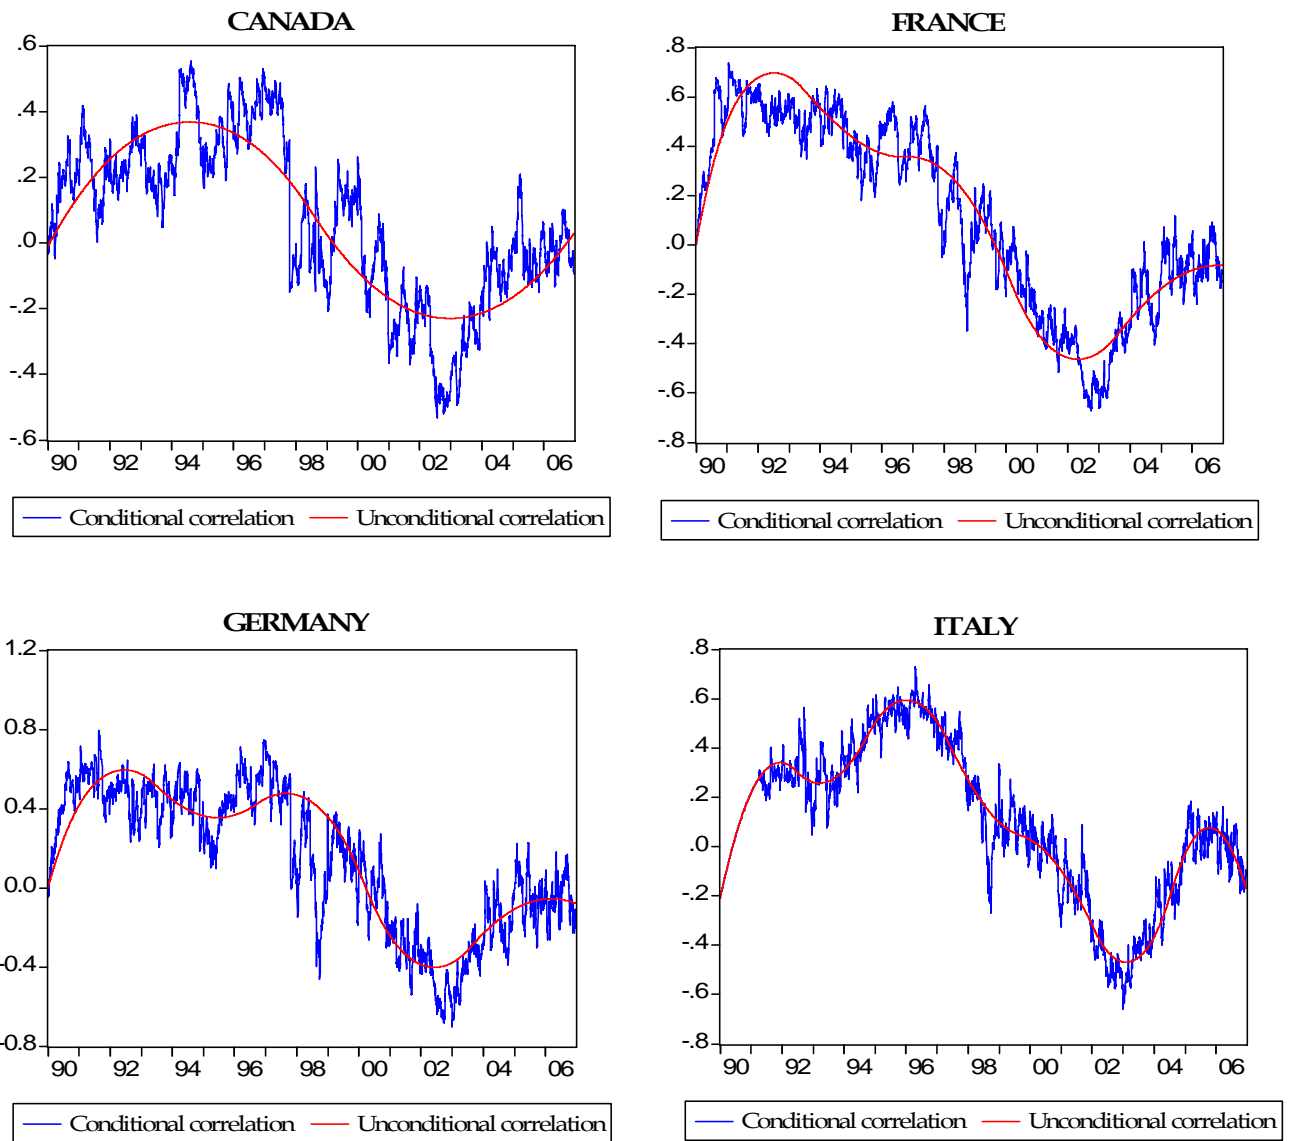 CANADA
.6
.4
.2
.0
-.2
-.4
-.6
90 92 94 96 98 00 02 04 06
Conditional correlation Unconditional correlation
FRANCE
.8
.6
.4
.2
.0
-.2
-.4
-.6
-.8
90 92 94 96 98 00 02 04 06
Conditional correlation Unconditional correlation
GERMANY
1.2
0.8
0.4
0.0
-0.4
-0.8
90 92 94 96 98 00 02 04 06
Conditional correlation Unconditional correlation
ITALY
.8
.6
.4
.2
.0
-.2
-.4
-.6
-.8
90 92 94 96 98 00 02 04 06
Conditional correlation Unconditional correlation